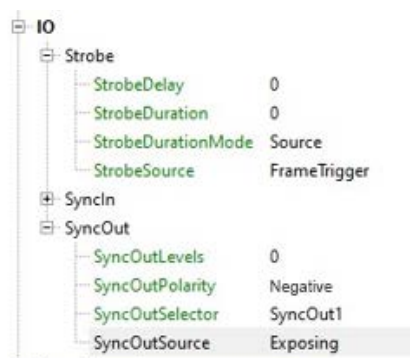 IO
Strobe
StrobeDelay 0
StrobeDuration 0
StrobeDurationMode Source
StrobeSource FrameTrigger
SyncIn
SyncOut
SyncOutLevels 0
SyncOutPolarity Negative
SyncOutSelector SyncOut1
SyncOutSource Exposing